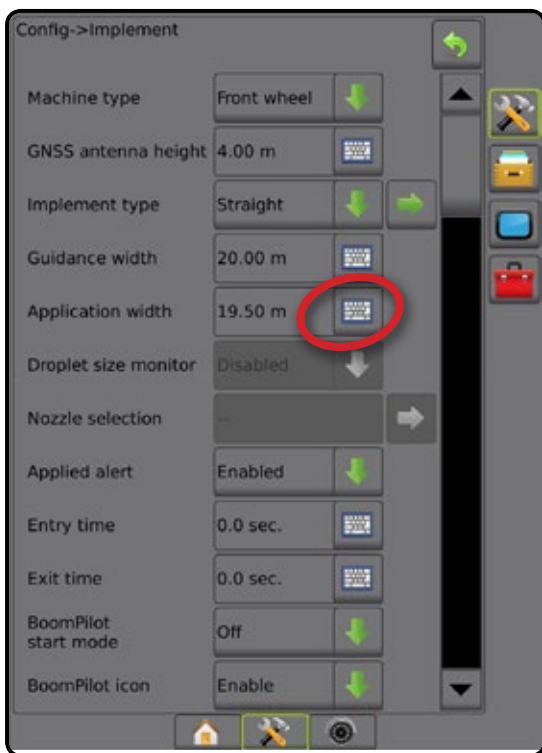 Config->Implement
Machine type Front wheel
GNSS antenna height 4.00 m
Implement type Straight
Guidance width 20.00 m
Application width 19.50 m
Droplet size monitor Disabled
Nozzle selection --
Applied alert Enabled
Entry time 0.0 sec.
Exit time 0.0 sec.
BoomPilot
start mode Off
BoomPilot icon Enable